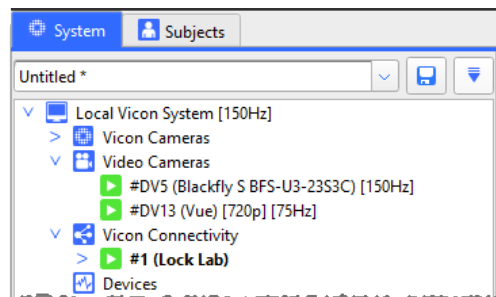 System Subjects
Untitled *
Local Vicon System [150Hz]
Vicon Cameras
Video Cameras
#DV5 (Blackfly S BFS-U3-23S3C) [150Hz]
#DV13 (Vue) [720p] [75Hz]
Vicon Connectivity
#1 (Lock Lab)
Devices